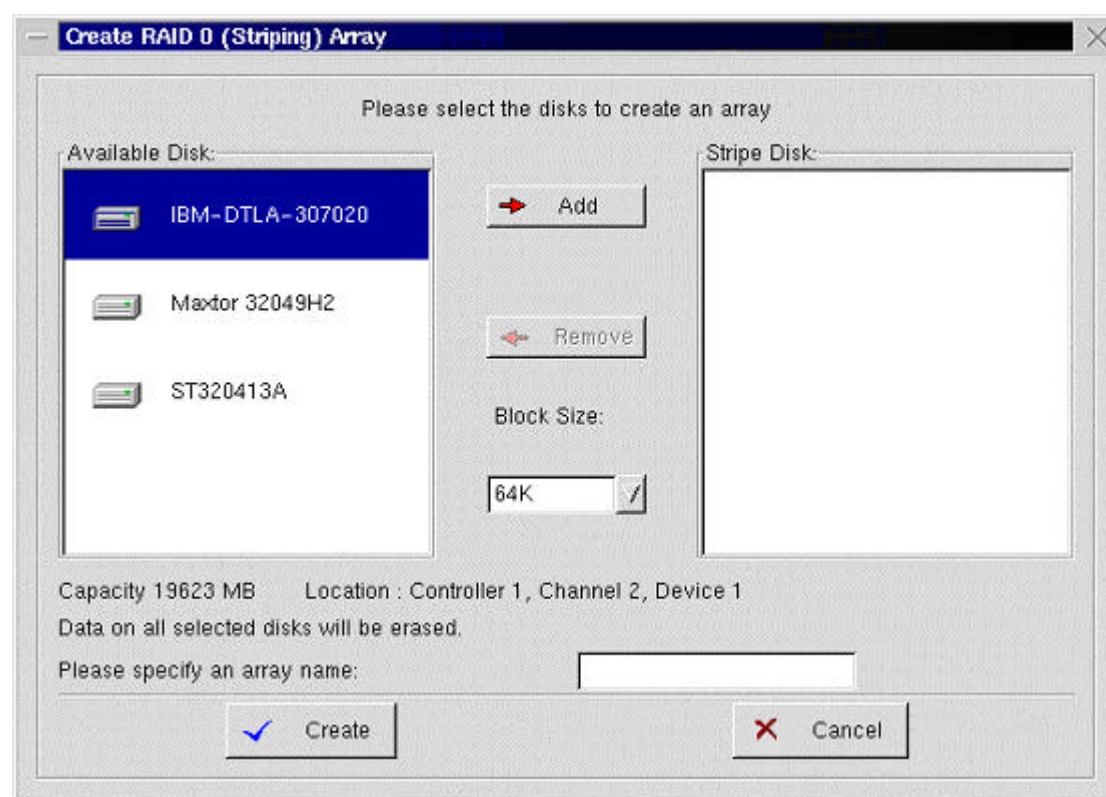 Create RAID 0 (Striping) Array
Please select the disks to create an array
Available Disk:
Stripe Disk:
IBM-DTLA-307020
Add
Maxtor 32049H2
Remove
ST320413A
Block Size:
64K
Capacity 19623 MB Location : Controller 1, Channel 2, Device 1
Data on all selected disks will be erased.
Please specify an array name:
Create
Cancel